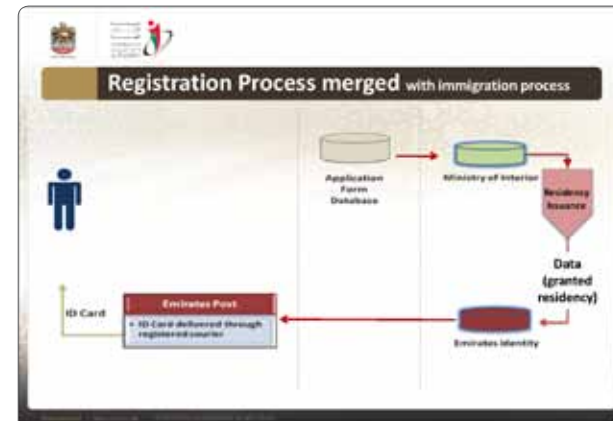 Registration Process merged with immigration process
Application
Form
Database
Ministry of Interior
Residency
Issuance
Data
(granted
residency)
ID Card
Emirates Post
• ID Card delivered through
registered courier
Emirates Identity